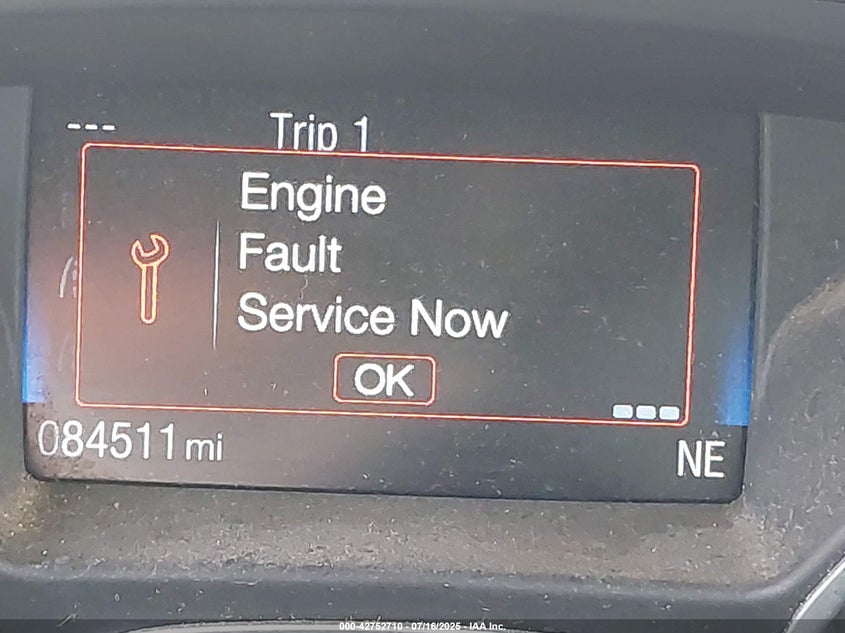 ---
Trip 1
Engine
Fault
Service Now
OK
084511 mi
NE
000-42752710 - 07/16/2025 - IAA Inc.